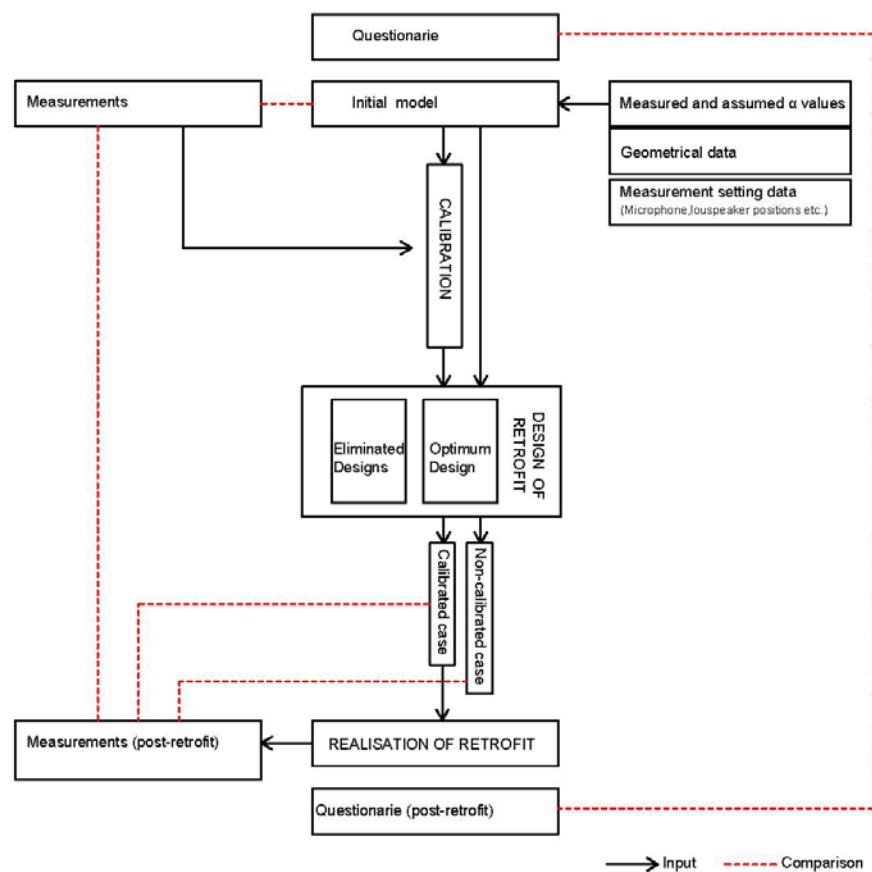 Questionarie
Measurements
Initial model
Measured and assumed α values
Geometrical data
Measurement setting data
(Microphone,louspeaker positions etc.)
CALIBRATION
Eliminated
Designs
Optimum
Design
DESIGN OF
RETROFIT
Calibrated case
Non-calibrated case
Measurements (post-retrofit)
REALISATION OF RETROFIT
Questionarie (post-retrofit)
Input
Comparison